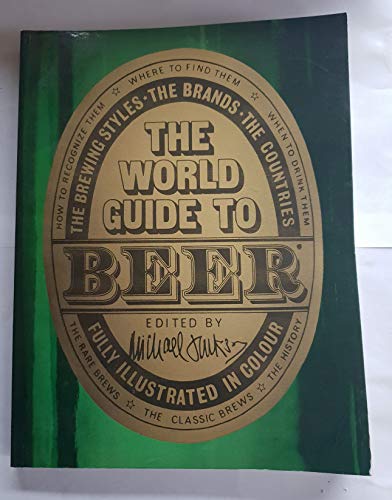 HOW TO RECOGNIZE THEM ☆ WHERE TO FIND THEM ☆ WHEN TO DRINK THEM
THE BREWING STYLES · THE BRANDS · THE COUNTRIES
THE
WORLD
GUIDE TO
BEER
EDITED BY
Michael Jackson
FULLY ILLUSTRATED IN COLOUR
THE RARE BREWS ☆ THE CLASSIC BREWS ☆ THE HISTORY